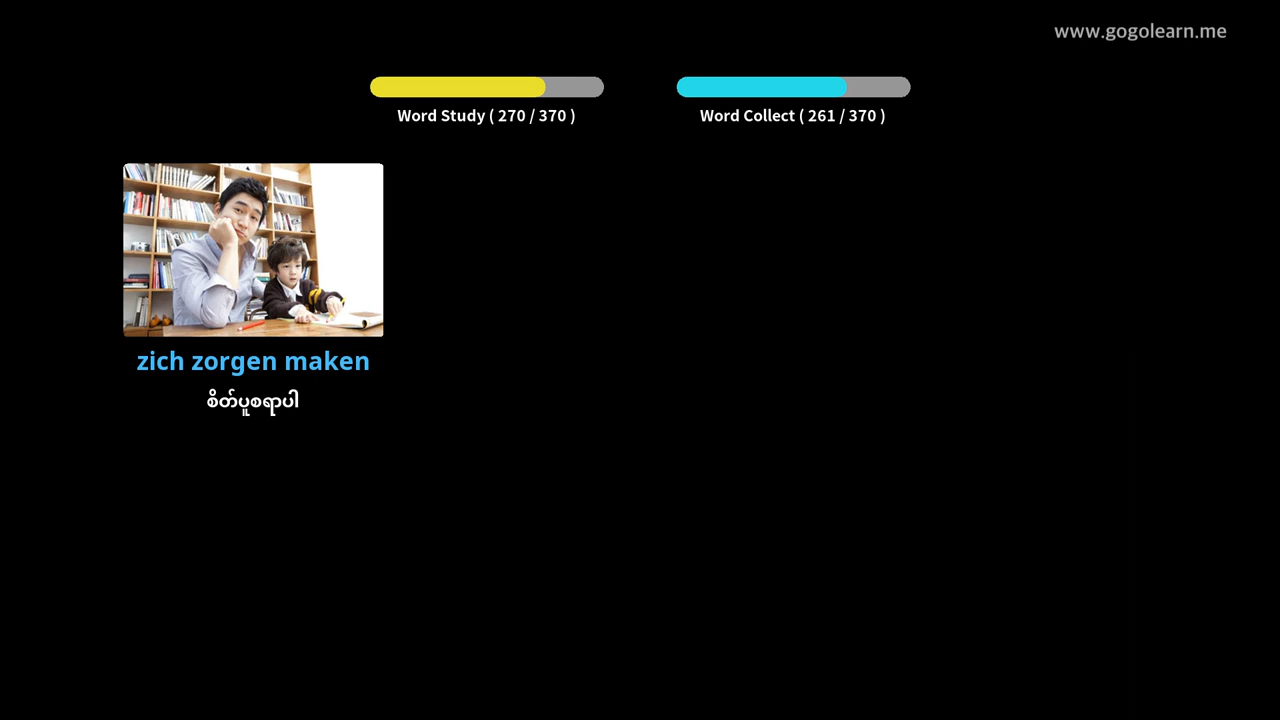 www.gogolearn.me
Word Study ( 270 / 370 )
Word Collect ( 261 / 370 )
zich zorgen maken
စိတ်ပူစရာပါ